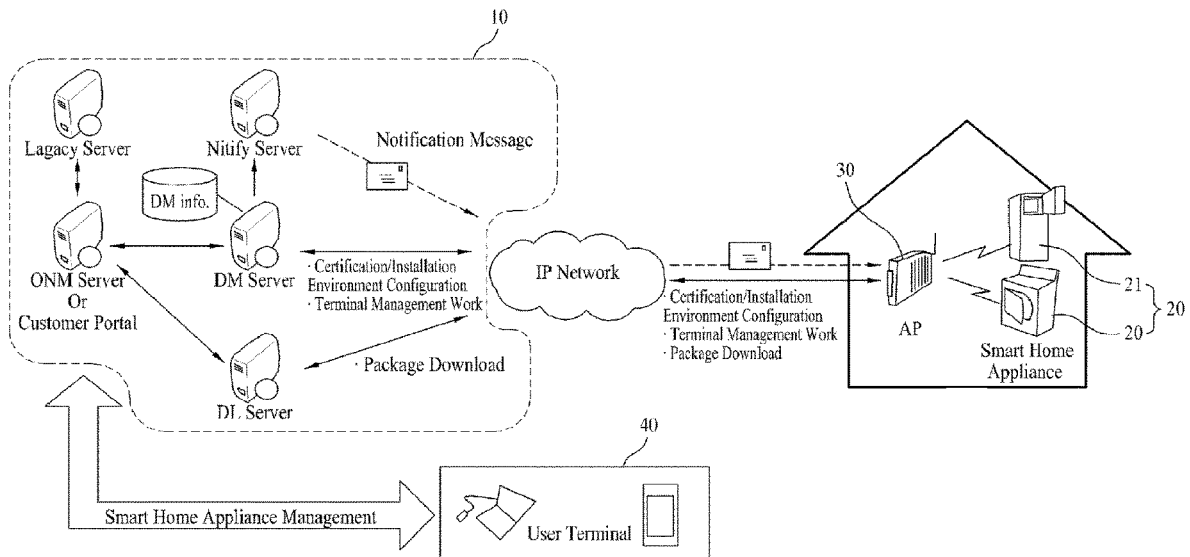 10
Lagacy Server
Nitify Server
Notification Message
DM info.
ONM Server
Or
Customer Portal
DM Server
· Certification/Installation
Environment Configuration
· Terminal Management Work
DL Server
· Package Download
IP Network
30
AP
· Certification/Installation
Environment Configuration
· Terminal Management Work
· Package Download
21
20
20
Smart Home
Appliance
Smart Home Appliance Management
40
User Terminal